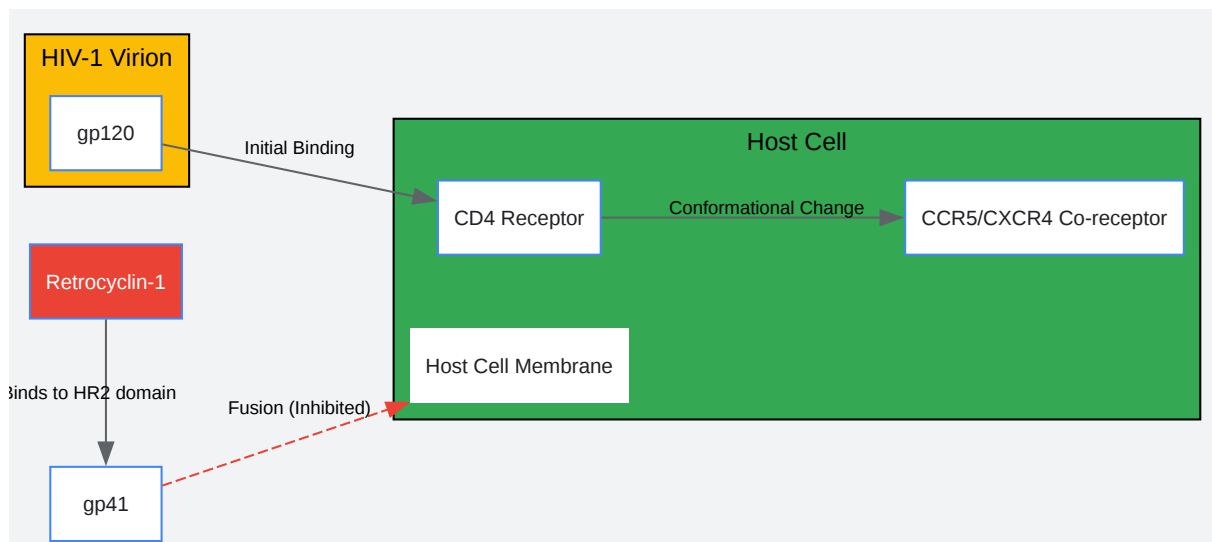 HIV-1 Virion
gp120
Initial Binding
Host Cell
CD4 Receptor
Conformational Change
CCR5/CXCR4 Co-receptor
Retrocyclin-1
Binds to HR2 domain
gp41
Fusion (Inhibited)
Host Cell Membrane